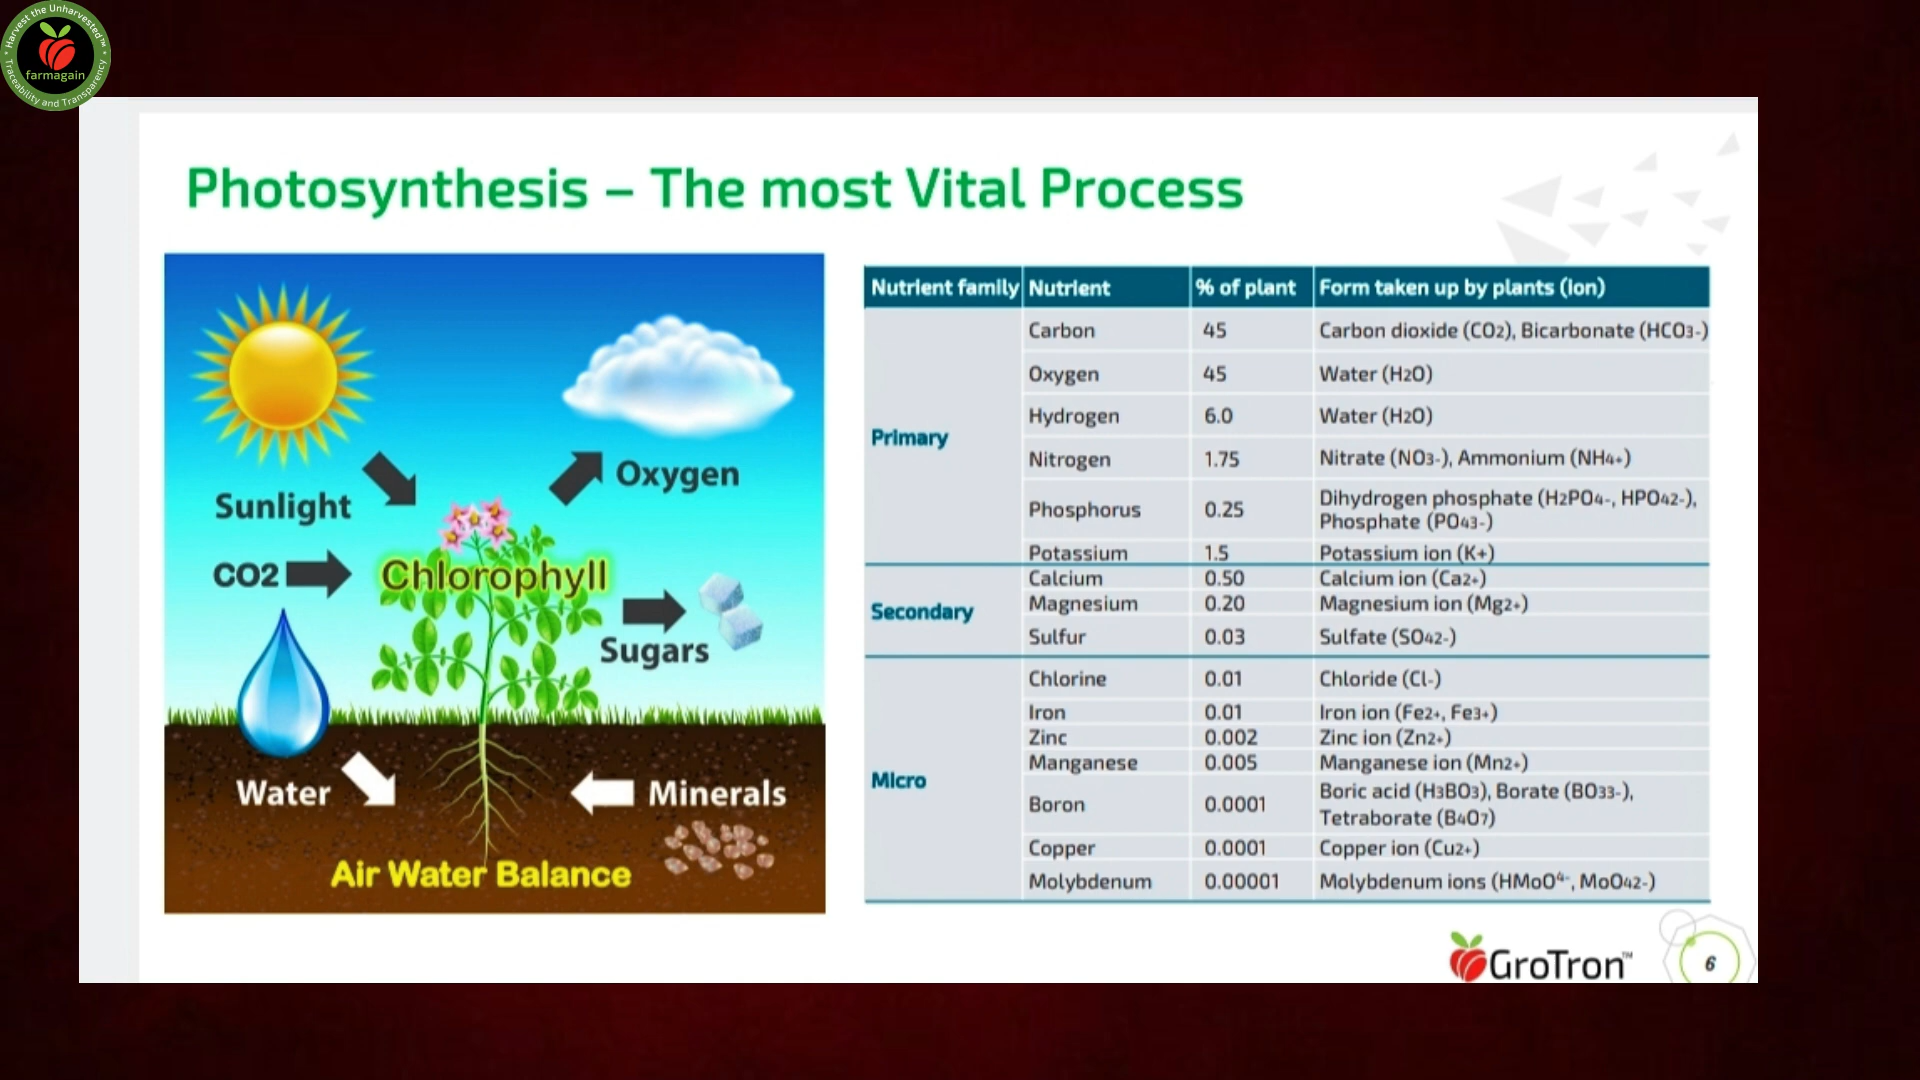 Harvest the Unharvested™
farmagain
Traceability and Transparency
Photosynthesis – The most Vital Process
Sunlight
Oxygen
CO2
Chlorophyll
Sugars
Water
Minerals
Air Water Balance
Nutrient family Nutrient % of plant Form taken up by plants (ion)
Primary
Carbon 45 Carbon dioxide (CO2), Bicarbonate (HCO3-)
Oxygen 45 Water (H2O)
Hydrogen 6.0 Water (H2O)
Nitrogen 1.75 Nitrate (NO3-), Ammonium (NH4+)
Phosphorus 0.25 Dihydrogen phosphate (H2PO4-, HPO42-),
Phosphate (PO43-)
Potassium 1.5 Potassium ion (K+)
Secondary
Calcium 0.50 Calcium ion (Ca2+)
Magnesium 0.20 Magnesium ion (Mg2+)
Sulfur 0.03 Sulfate (SO42-)
Micro
Chlorine 0.01 Chloride (Cl-)
Iron 0.01 Iron ion (Fe2+, Fe3+)
Zinc 0.002 Zinc ion (Zn2+)
Manganese 0.005 Manganese ion (Mn2+)
Boron 0.0001 Boric acid (H3BO3), Borate (BO33-),
Tetraborate (B4O7)
Copper 0.0001 Copper ion (Cu2+)
Molybdenum 0.00001 Molybdenum ions (HMoO⁴⁻, MoO42-)
GroTron™
6